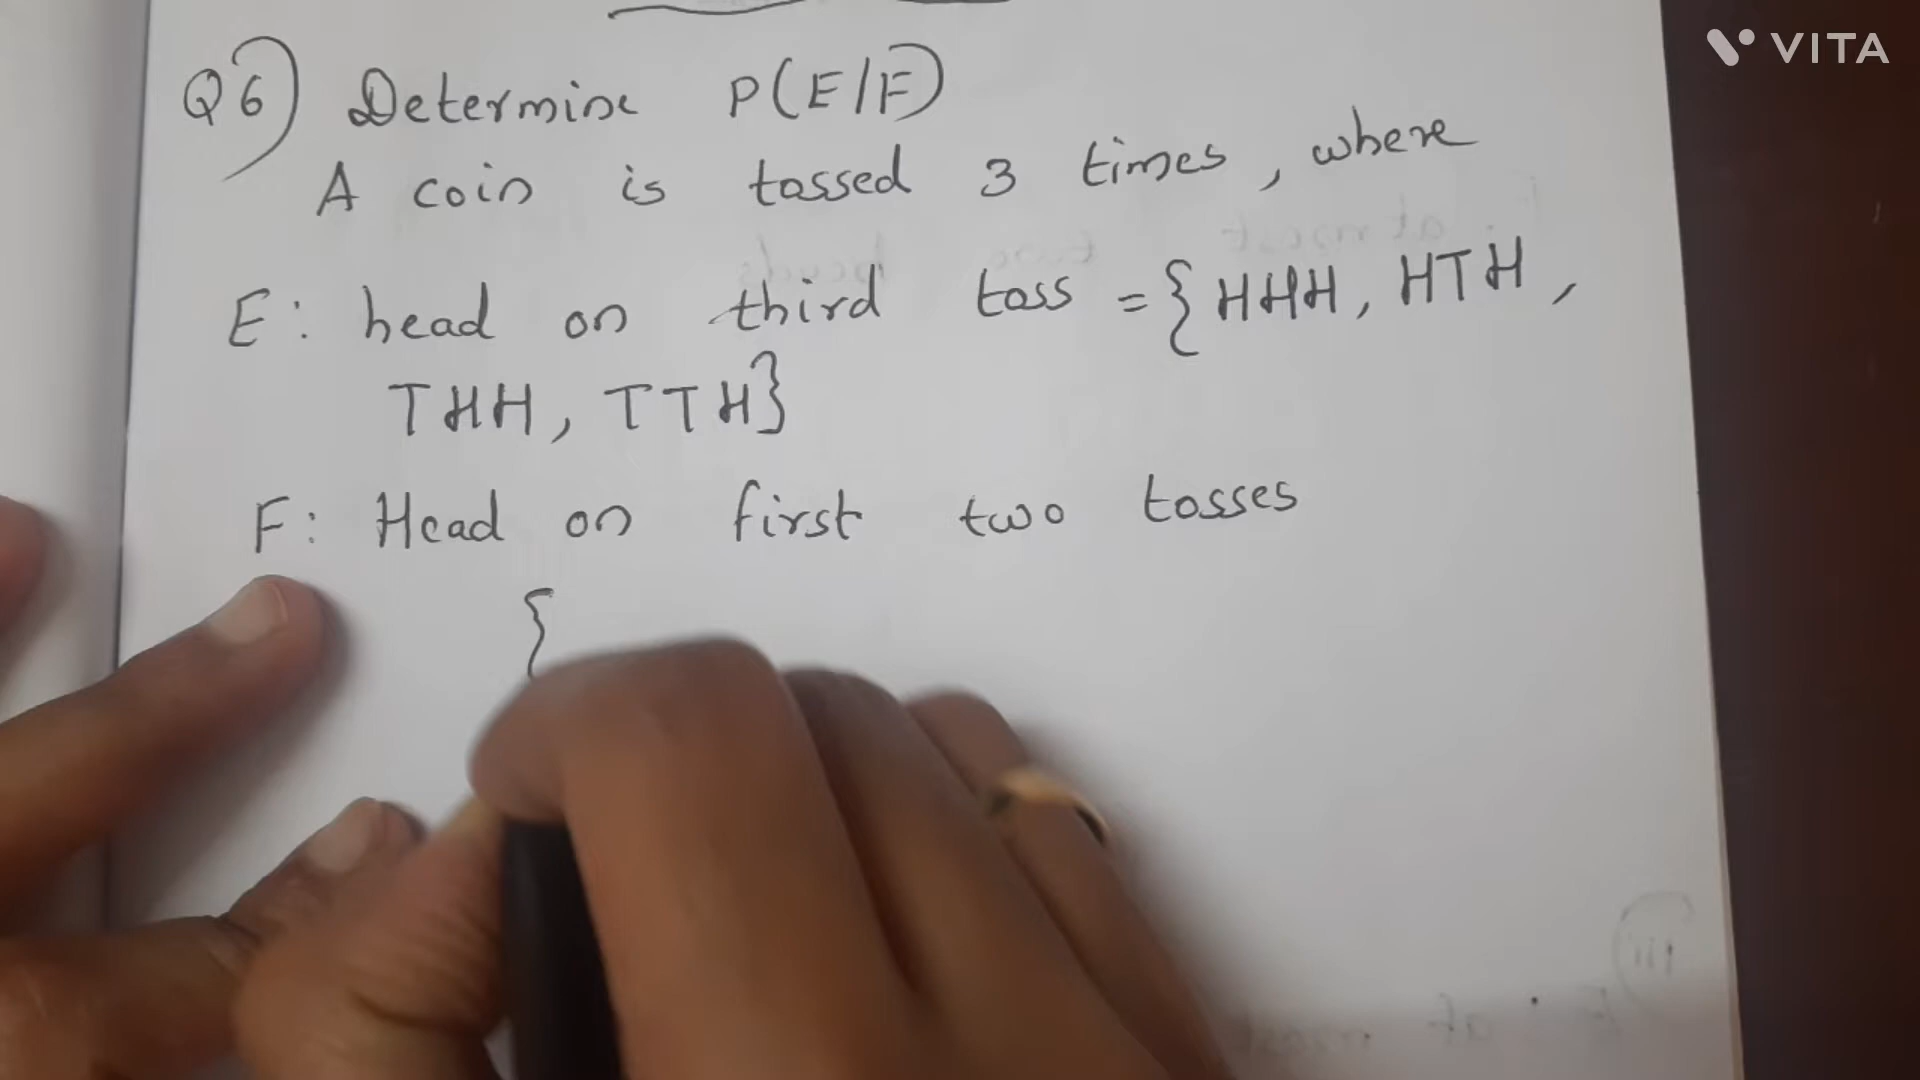 VITA
Q6) Determine P(E/F)
A coin is tossed 3 times, where
E: head on third toss = {HHH, HTH,
THH, TTH}
F: Head on first two tosses
{